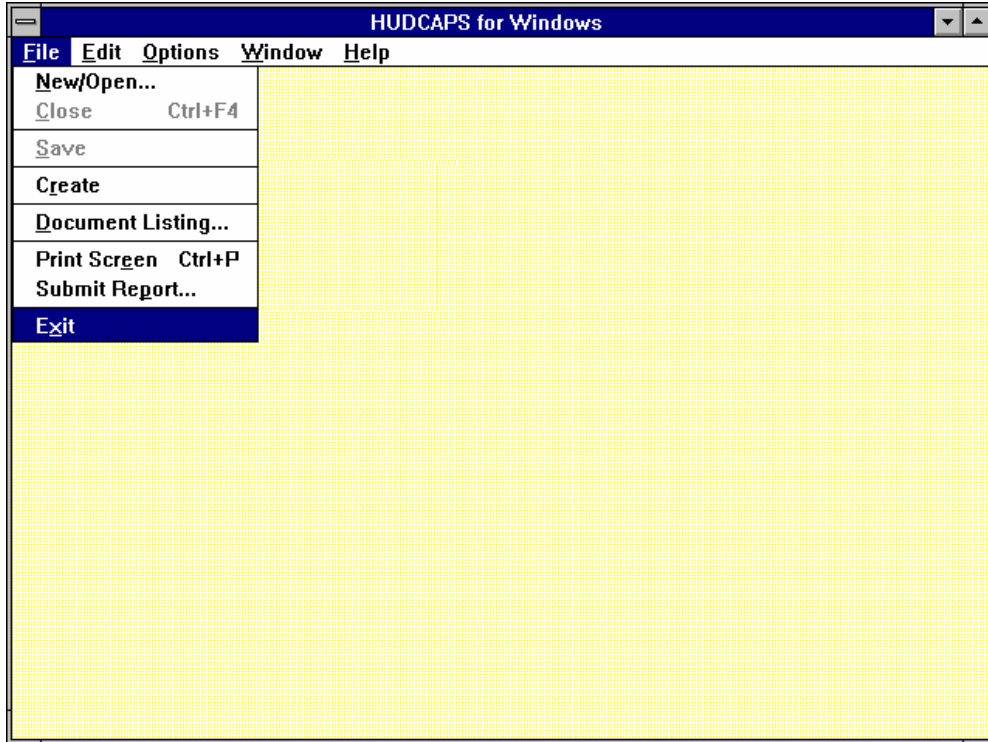 HUDCAPS for Windows
File Edit Options Window Help
New/Open...
Close Ctrl+F4
Save
Create
Document Listing...
Print Screen Ctrl+P
Submit Report...
Exit